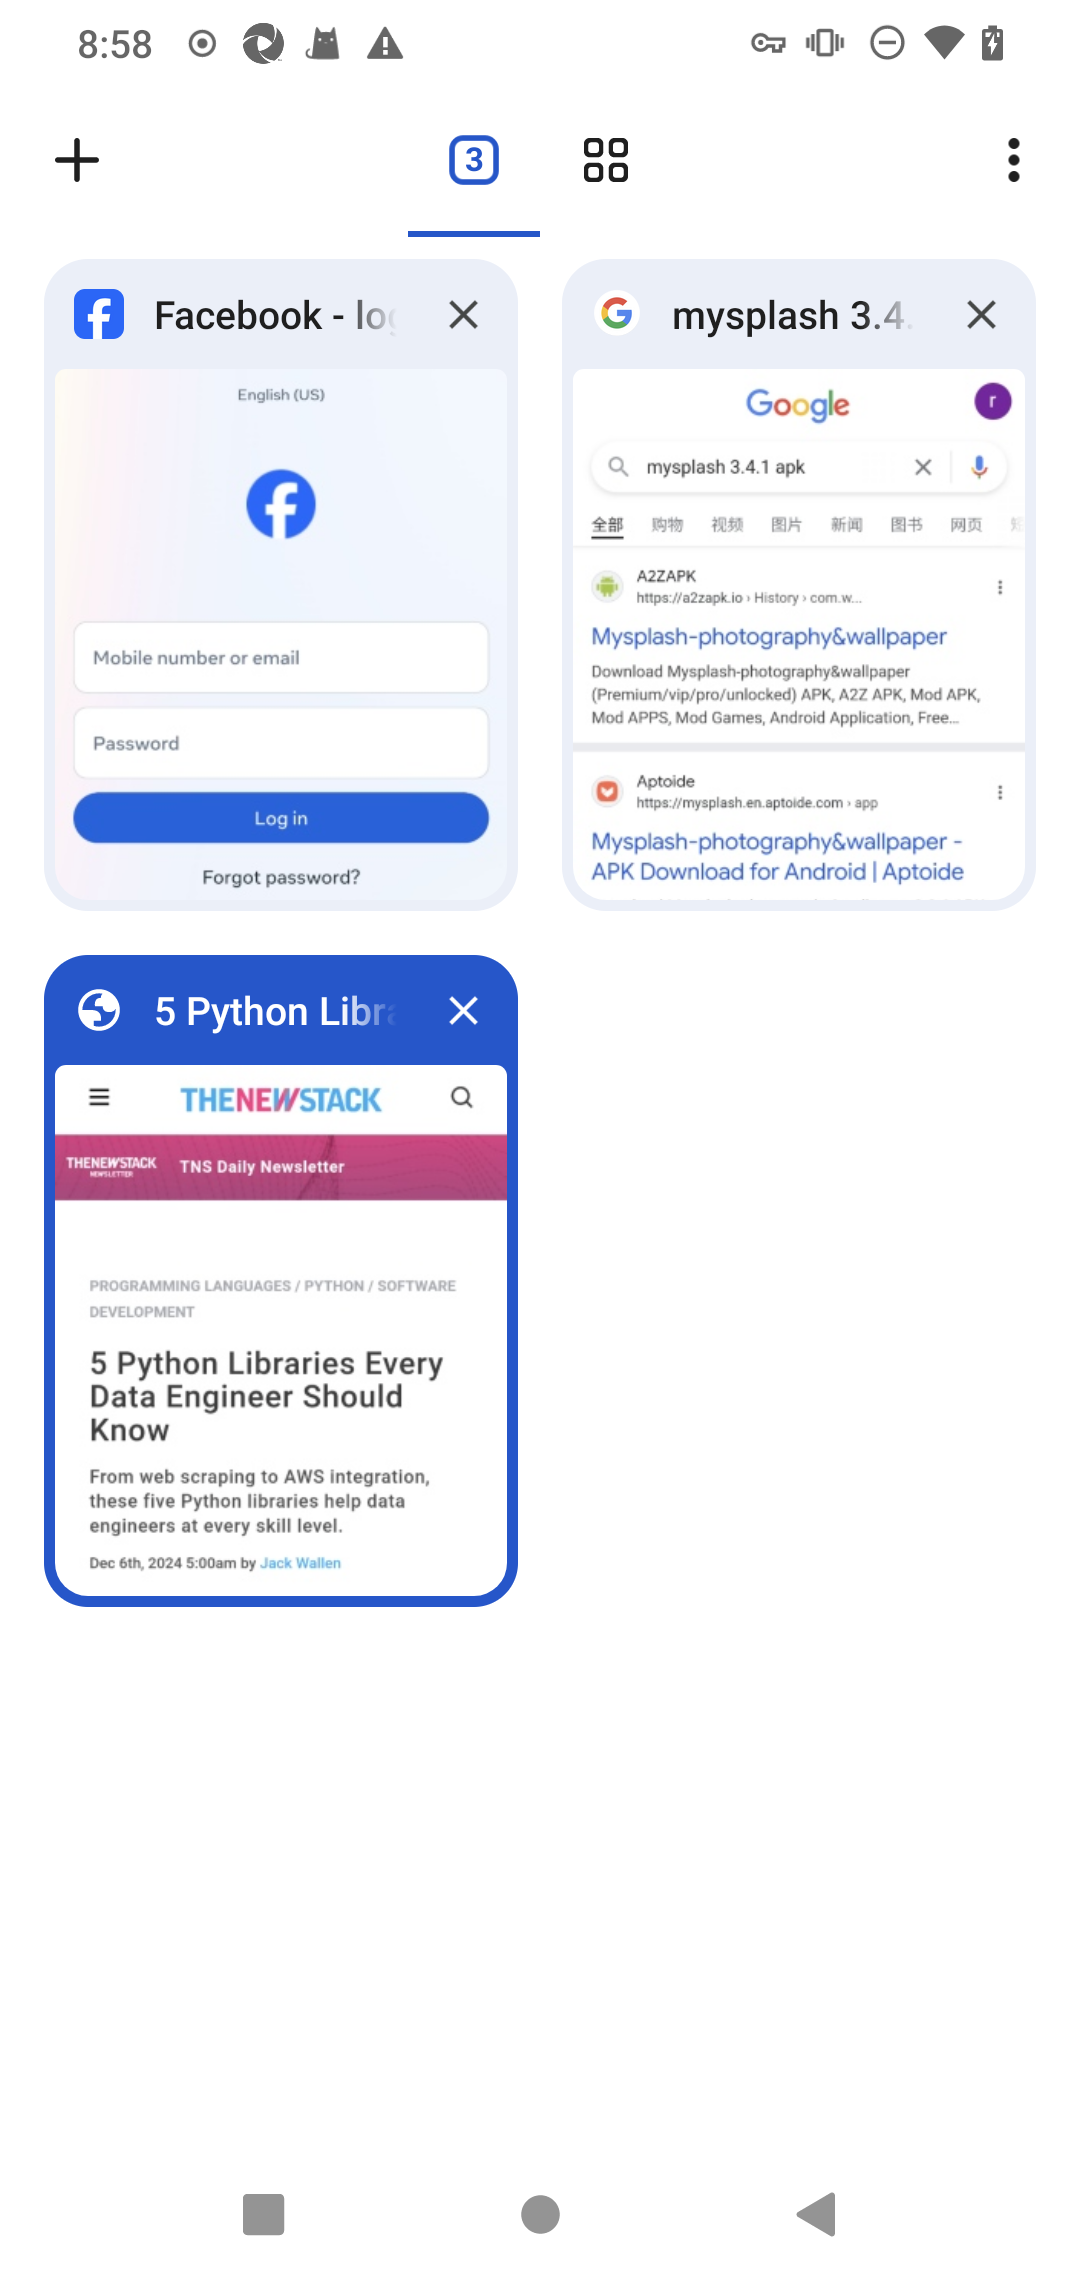 8:58
3
Facebook - log
English (US)
Mobile number or email
Password
Log in
Forgot password?
mysplash 3.4.
Google
r
mysplash 3.4.1 apk
全部 购物 视频 图片 新闻 图书 网页
A2ZAPK
https://a2zapk.io › History › com.w...
Mysplash-photography&wallpaper
Download Mysplash-photography&wallpaper
(Premium/vip/pro/unlocked) APK, A2Z APK, Mod APK,
Mod APPS, Mod Games, Android Application, Free...
Aptoide
https://mysplash.en.aptoide.com › app
Mysplash-photography&wallpaper -
APK Download for Android | Aptoide
5 Python Libra
THENEWSTACK
THENEWSTACK
NEWSLETTER
TNS Daily Newsletter
PROGRAMMING LANGUAGES / PYTHON / SOFTWARE
DEVELOPMENT
5 Python Libraries Every
Data Engineer Should
Know
From web scraping to AWS integration,
these five Python libraries help data
engineers at every skill level.
Dec 6th, 2024 5:00am by Jack Wallen